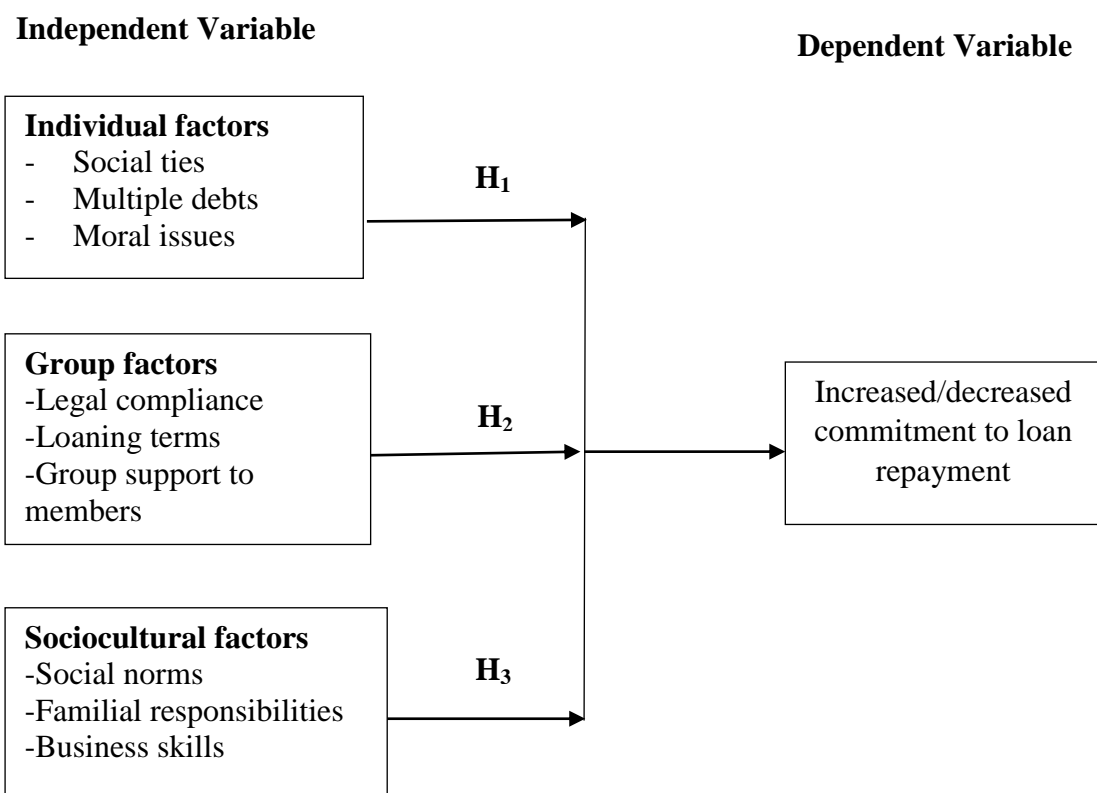 Independent Variable
Dependent Variable
Individual factors
- Social ties
- Multiple debts
- Moral issues
H₁
Group factors
-Legal compliance
-Loaning terms
-Group support to
members
H₂
Increased/decreased
commitment to loan
repayment
Sociocultural factors
-Social norms
-Familial responsibilities
-Business skills
H₃